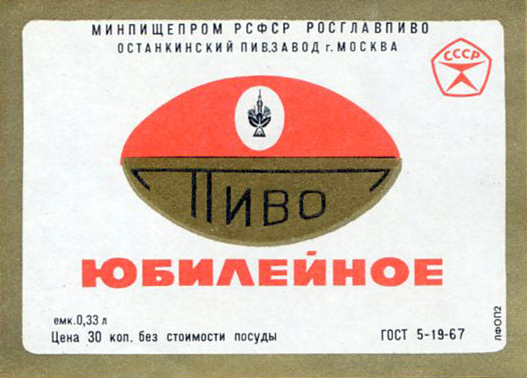 МИНПИЩЕПРОМ РСФСР РОСГЛАВПИВО
ОСТАНКИНСКИЙ ПИВ.ЗАВОД г. МОСКВА
СССР
ПИВО
ЮБИЛЕЙНОЕ
емк.0,33 л
Цена 30 коп. без стоимости посуды
ГОСТ 5-19-67
ЛФОП2